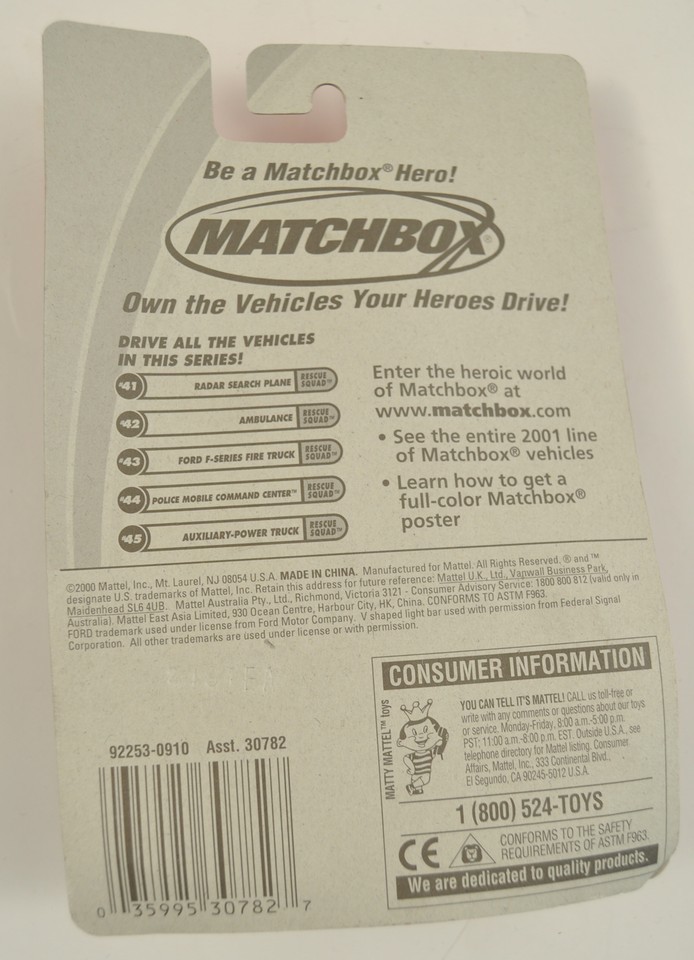 Be a Matchbox® Hero!
MATCHBOX®
Own the Vehicles Your Heroes Drive!
DRIVE ALL THE VEHICLES
IN THIS SERIES!
#41 RADAR SEARCH PLANE RESCUE SQUAD™
#42 AMBULANCE RESCUE SQUAD™
#43 FORD F-SERIES FIRE TRUCK RESCUE SQUAD™
#44 POLICE MOBILE COMMAND CENTER™ RESCUE SQUAD™
#45 AUXILIARY-POWER TRUCK RESCUE SQUAD™
Enter the heroic world
of Matchbox® at
www.matchbox.com
• See the entire 2001 line
of Matchbox® vehicles
• Learn how to get a
full-color Matchbox®
poster
©2000 Mattel, Inc., Mt. Laurel, NJ 08054 U.S.A. MADE IN CHINA. Manufactured for Mattel. All Rights Reserved. ® and ™
designate U.S. trademarks of Mattel, Inc. Retain this address for future reference: Mattel U.K., Ltd., Vanwall Business Park,
Maidenhead SL6 4UB. Mattel Australia Pty., Ltd., Richmond, Victoria 3121 - Consumer Advisory Service: 1800 800 812 (valid only in
Australia). Mattel East Asia Limited, 930 Ocean Centre, Harbour City, HK, China. CONFORMS TO ASTM F963.
FORD trademark used under license from Ford Motor Company. V shaped light bar used with permission from Federal Signal
Corporation. All other trademarks are used under license or with permission.
92253-0910 Asst. 30782
0 35995 30782 7
CONSUMER INFORMATION
MATTY MATTEL™ toys
YOU CAN TELL IT'S MATTEL! CALL us toll-free or
write with any comments or questions about our toys
or service. Monday-Friday, 8:00 a.m.-5:00 p.m.
PST; 11:00 a.m.-8:00 p.m. EST. Outside U.S.A., see
telephone directory for Mattel listing. Consumer
Affairs, Mattel, Inc., 333 Continental Blvd.,
El Segundo, CA 90245-5012 U.S.A.
1 (800) 524-TOYS
CE
CONFORMS TO THE SAFETY
REQUIREMENTS OF ASTM F963.
We are dedicated to quality products.